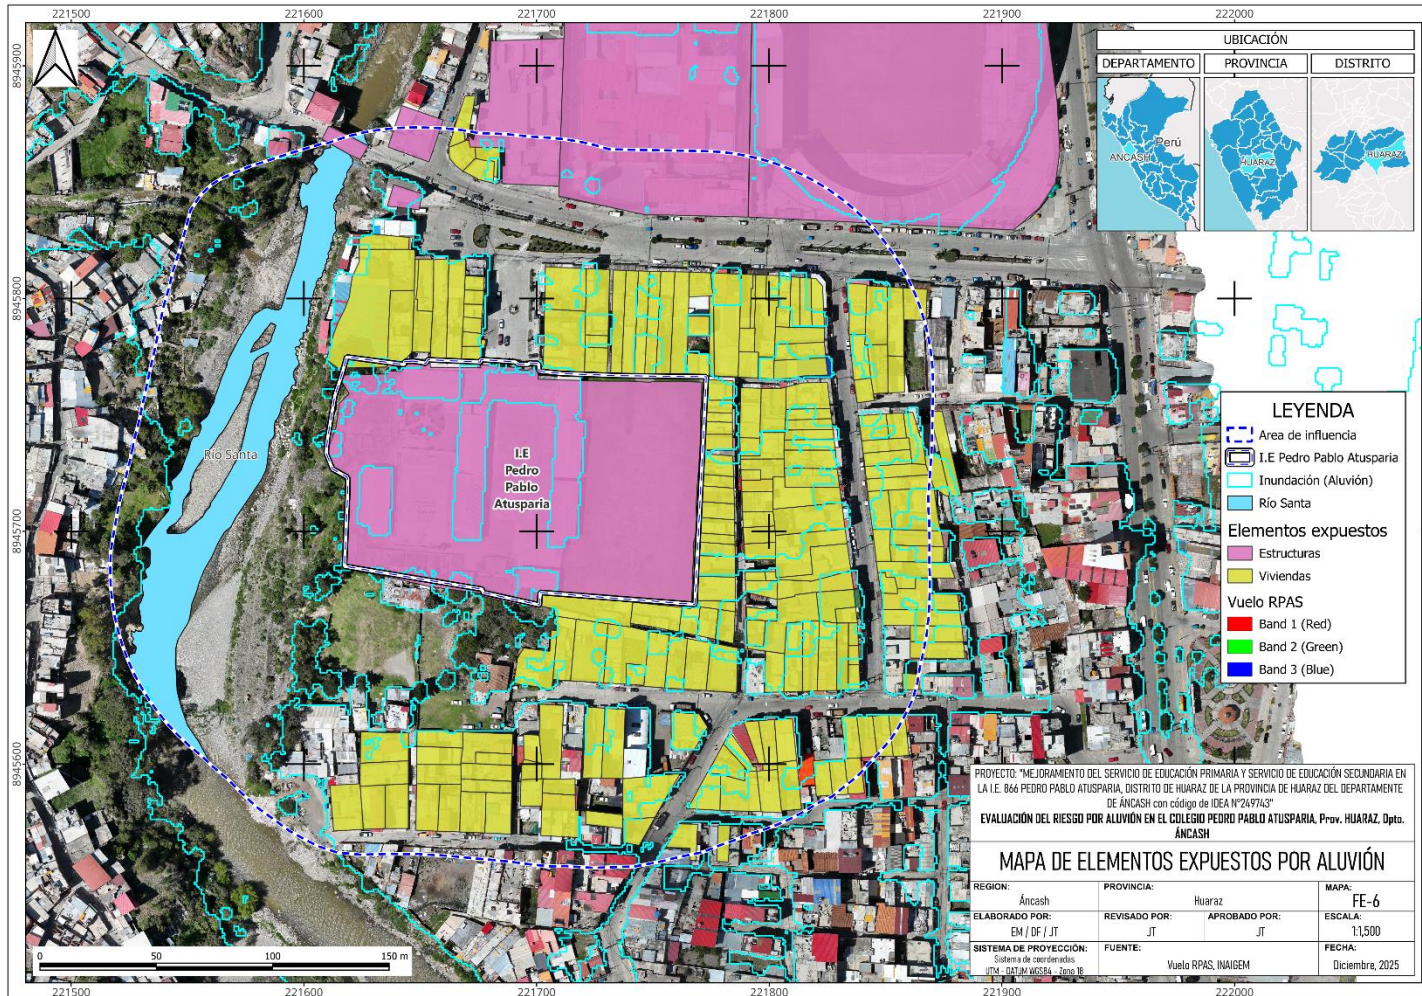 221500 221600 221700 221800 221900 222000
8945900
8945800
8945700
8945600
UBICACIÓN
DEPARTAMENTO PROVINCIA DISTRITO
Perú
ANCASH
HUARAZ
HUARAZ
Río Santa
I.E
Pedro
Pablo
Atusparia
LEYENDA
Area de influencia
I.E Pedro Pablo Atusparia
Inundación (Aluvión)
Río Santa
Elementos expuestos
Estructuras
Viviendas
Vuelo RPAS
Band 1 (Red)
Band 2 (Green)
Band 3 (Blue)
PROYECTO: "MEJORAMIENTO DEL SERVICIO DE EDUCACIÓN PRIMARIA Y SERVICIO DE EDUCACIÓN SECUNDARIA EN
LA I.E. 866 PEDRO PABLO ATUSPARIA, DISTRITO DE HUARAZ DE LA PROVINCIA DE HUARAZ DEL DEPARTAMENTE
DE ÁNCASH con código de IDEA N°249743"
EVALUACIÓN DEL RIESGO POR ALUVIÓN EN EL COLEGIO PEDRO PABLO ATUSPARIA, Prov. HUARAZ, Dpto.
ÁNCASH
MAPA DE ELEMENTOS EXPUESTOS POR ALUVIÓN
REGION: PROVINCIA: MAPA:
Áncash Huaraz FE-6
ELABORADO POR: REVISADO POR: APROBADO POR: ESCALA:
EM / DF / JT JT JT 1:1,500
SISTEMA DE PROYECCIÓN: FUENTE: FECHA:
Sistema de coordenadas
UTM - DATUM WGS84 - Zona 18 Vuelo RPAS, INAIGEM Diciembre, 2025
0 50 100 150 m
221500 221600 221700 221800 221900 222000